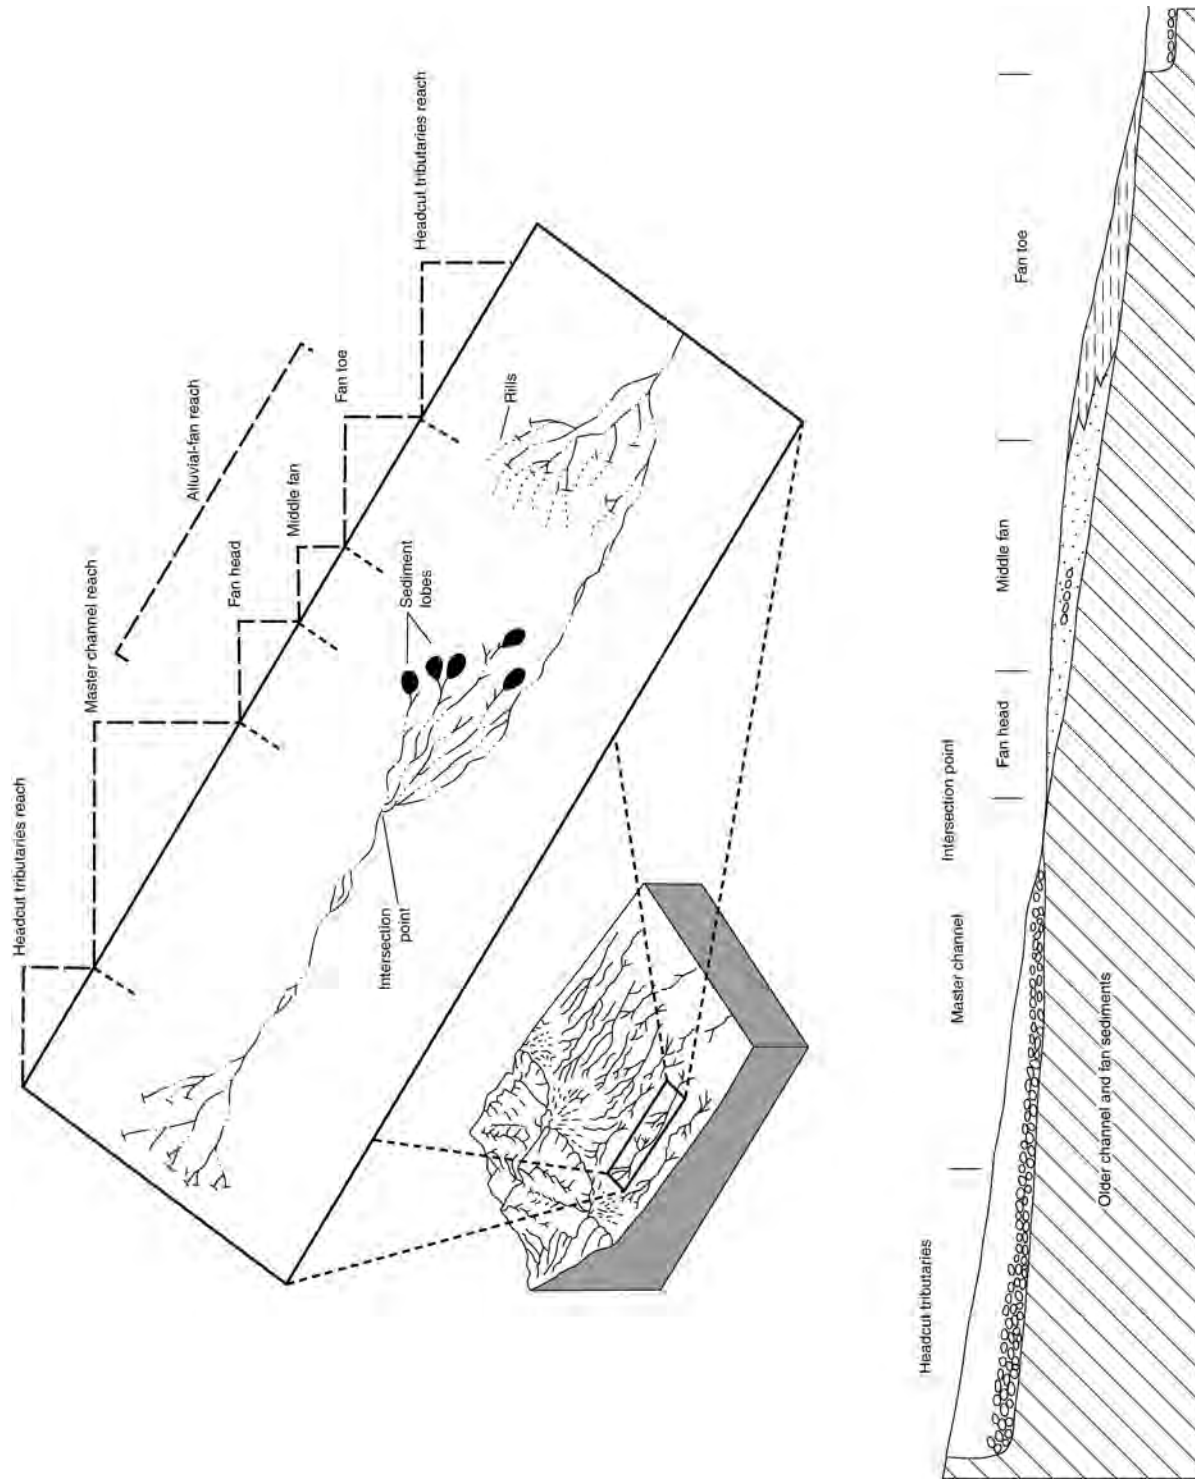 Headcut tributaries reach
Master channel reach
Alluvial-fan reach
Fan head
Middle fan
Fan toe
Headcut tributaries reach
Intersection
point
Sediment
lobes
Rills
Headcut tributaries
Master channel
Intersection point
Fan head
Middle fan
Fan toe
Older channel and fan sediments